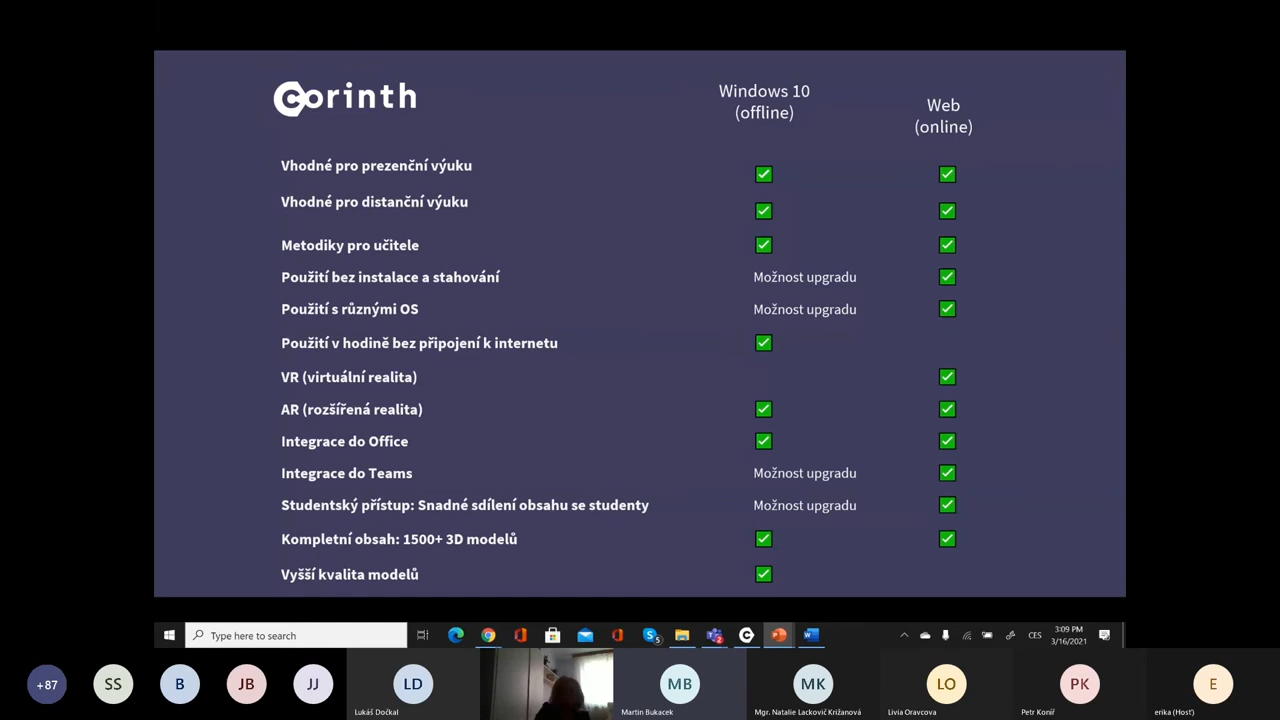 Corinth
Windows 10
(offline)
Web
(online)
Vhodné pro prezenční výuku
Vhodné pro distanční výuku
Metodiky pro učitele
Použití bez instalace a stahování Možnost upgradu
Použití s různými OS Možnost upgradu
Použití v hodině bez připojení k internetu
VR (virtuální realita)
AR (rozšířená realita)
Integrace do Office
Integrace do Teams Možnost upgradu
Studentský přístup: Snadné sdílení obsahu se studenty Možnost upgradu
Kompletní obsah: 1500+ 3D modelů
Vyšší kvalita modelů
Type here to search
CES
3:09 PM
3/16/2021
+87 SS B JB JJ LD MB MK LO PK E
Lukáš Dočkal Martin Bukacek Mgr. Natalie Lackovič Križanová Livia Oravcova Petr Koníř erika (Host)